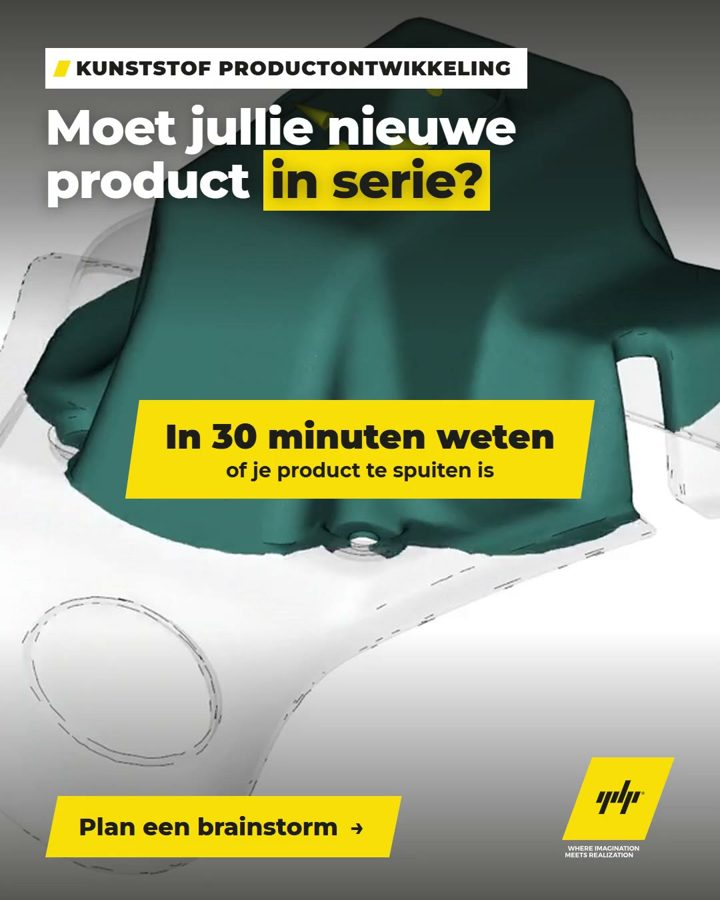 KUNSTSTOF PRODUCTONTWIKKELING
Moet jullie nieuwe
product in serie?
In 30 minuten weten
of je product te spuiten is
Plan een brainstorm →
WHERE IMAGINATION
MEETS REALIZATION